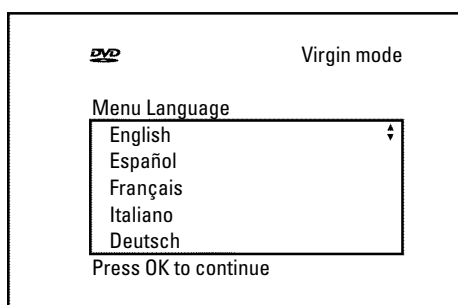 DVD Virgin mode
Menu Language
English
Español
Français
Italiano
Deutsch
Press OK to continue